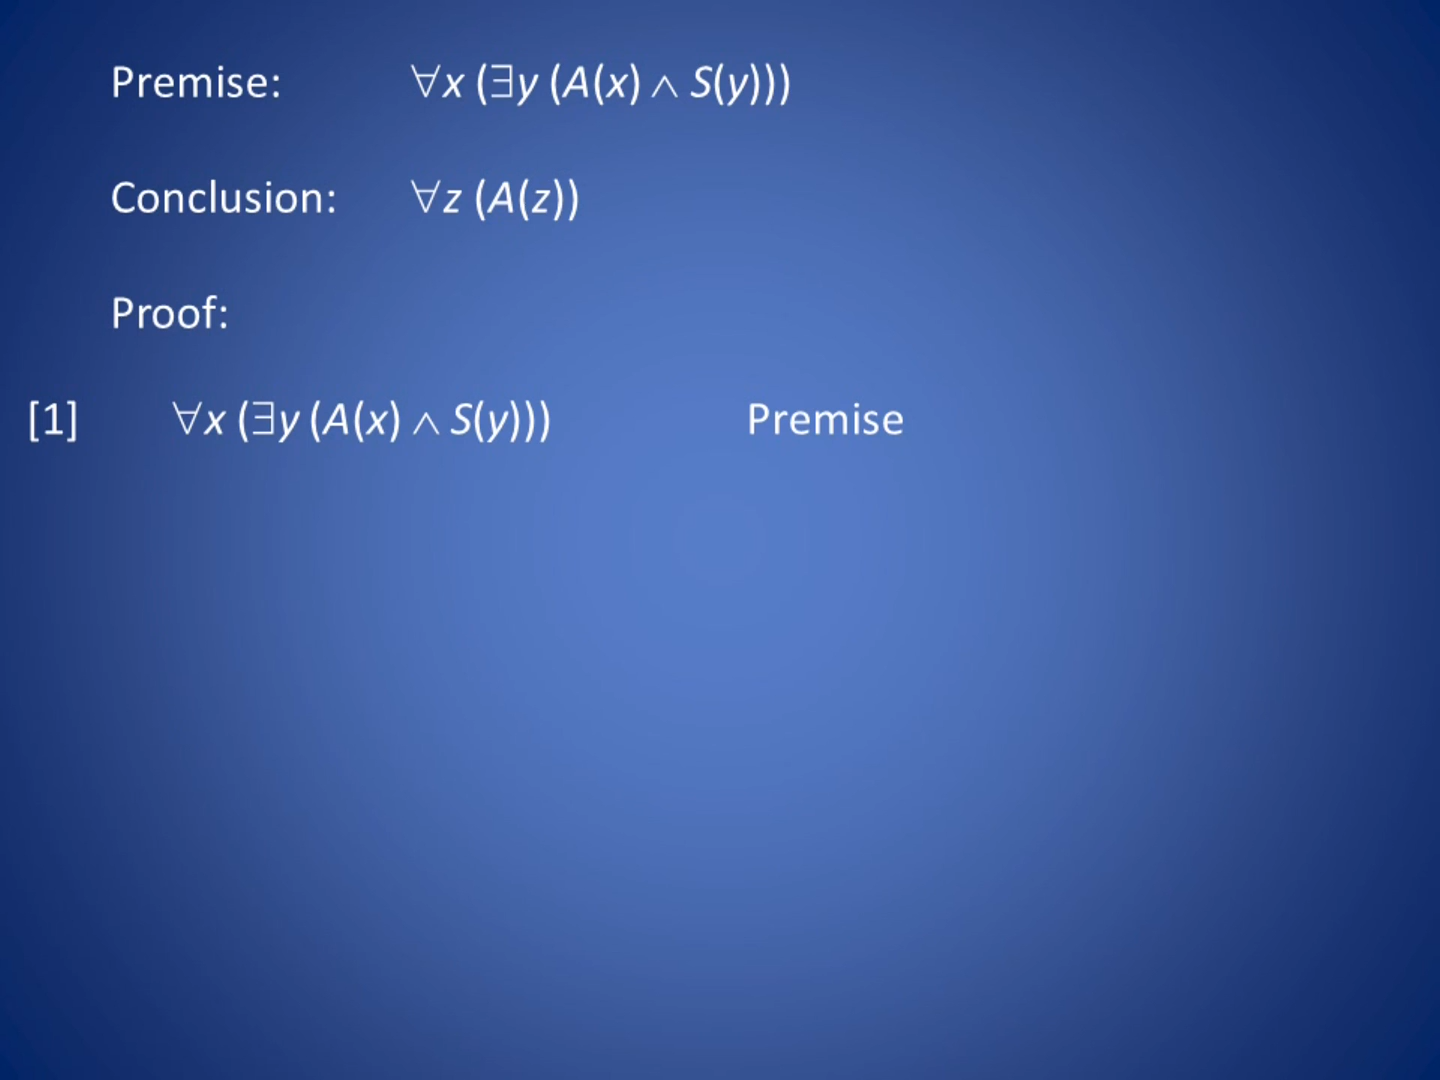 Premise: ∀x (∃y (A(x) ∧ S(y)))
Conclusion: ∀z (A(z))
Proof:
[1] ∀x (∃y (A(x) ∧ S(y))) Premise